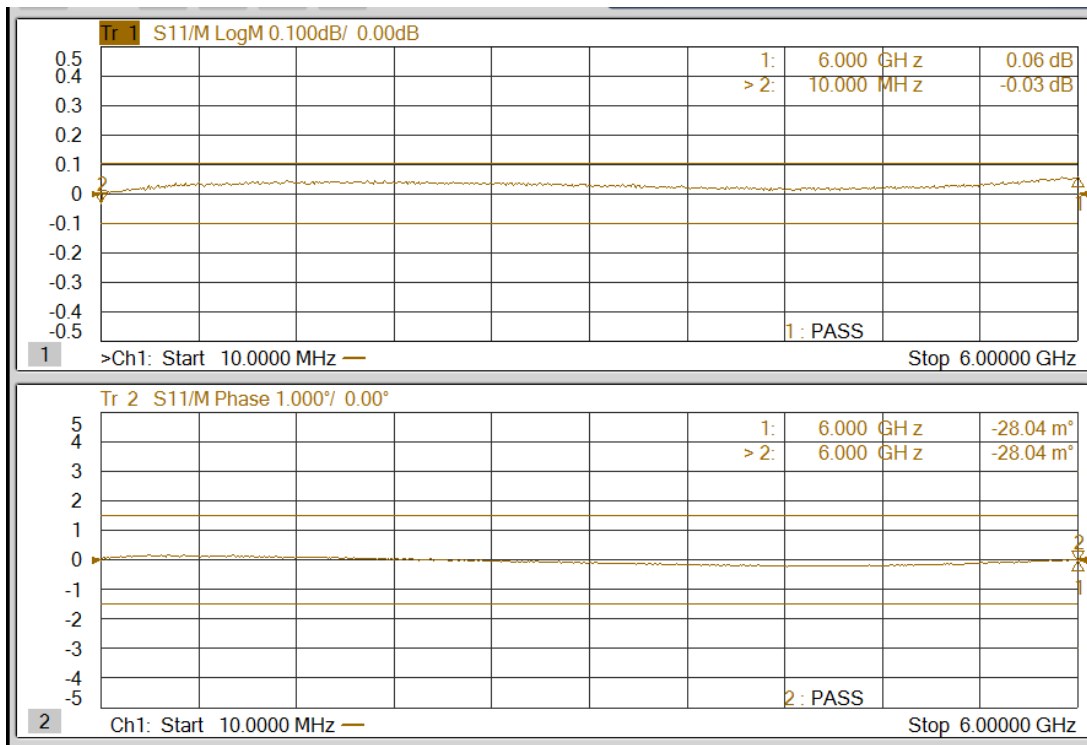 Tr 1 S11/M LogM 0.100dB/ 0.00dB
0.5
0.4
0.3
0.2
0.1
0
-0.1
-0.2
-0.3
-0.4
-0.5
1: 6.000 GHz 0.06 dB
> 2: 10.000 MHz -0.03 dB
2
1
1 : PASS
1
>Ch1: Start 10.0000 MHz
Stop 6.00000 GHz
Tr 2 S11/M Phase 1.000°/ 0.00°
5
4
3
2
1
0
-1
-2
-3
-4
-5
1: 6.000 GHz -28.04 m°
> 2: 6.000 GHz -28.04 m°
2
1
2 : PASS
2
Ch1: Start 10.0000 MHz
Stop 6.00000 GHz